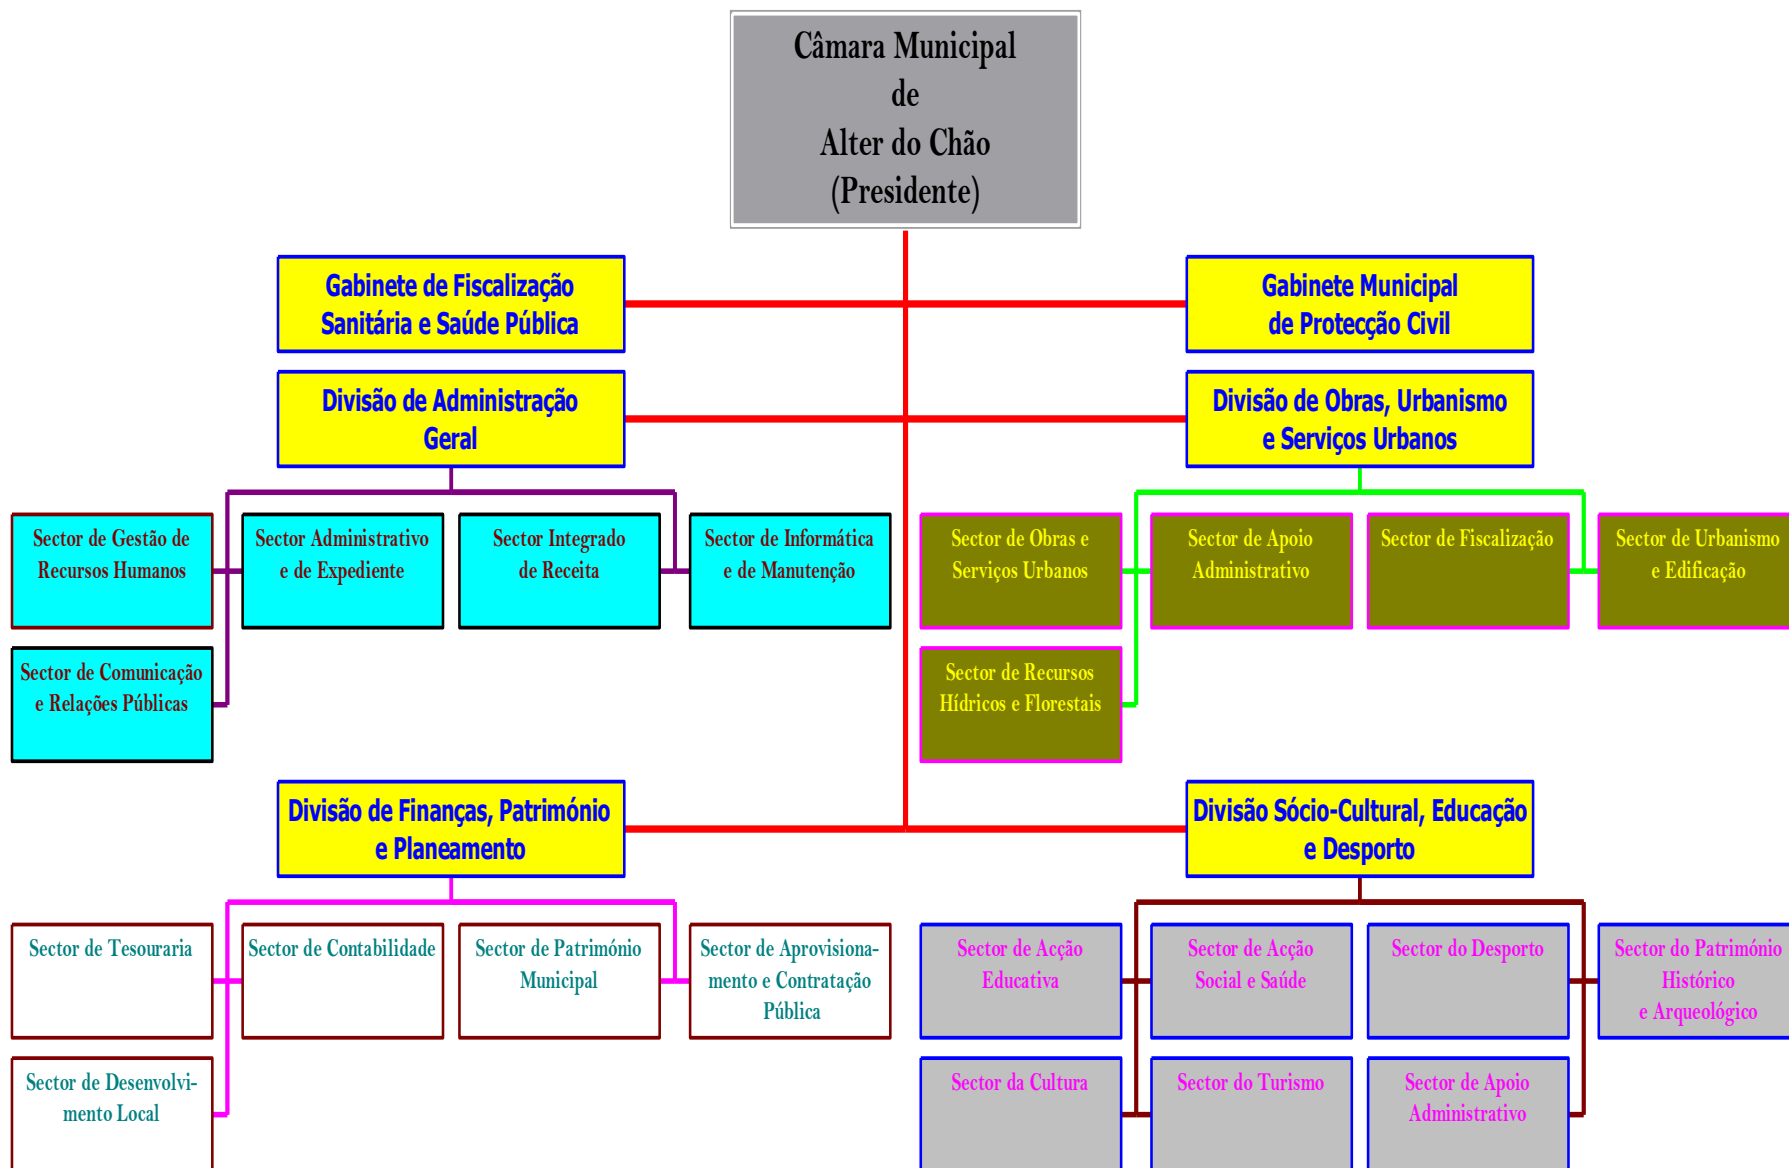 Câmara Municipal
de
Alter do Chão
(Presidente)
Gabinete de Fiscalização
Sanitária e Saúde Pública
Gabinete Municipal
de Protecção Civil
Divisão de Administração
Geral
Divisão de Obras, Urbanismo
e Serviços Urbanos
Sector de Gestão de
Recursos Humanos
Sector Administrativo
e de Expediente
Sector Integrado
de Receita
Sector de Informática
e de Manutenção
Sector de Obras e
Serviços Urbanos
Sector de Apoio
Administrativo
Sector de Fiscalização
Sector de Urbanismo
e Edificação
Sector de Comunicação
e Relações Públicas
Sector de Recursos
Hídricos e Florestais
Divisão de Finanças, Património
e Planeamento
Divisão Sócio-Cultural, Educação
e Desporto
Sector de Tesouraria
Sector de Contabilidade
Sector de Património
Municipal
Sector de Aprovisiona-
mento e Contratação
Pública
Sector de Acção
Educativa
Sector de Acção
Social e Saúde
Sector do Desporto
Sector do Património
Histórico
e Arqueológico
Sector de Desenvolvi-
mento Local
Sector da Cultura
Sector do Turismo
Sector de Apoio
Administrativo